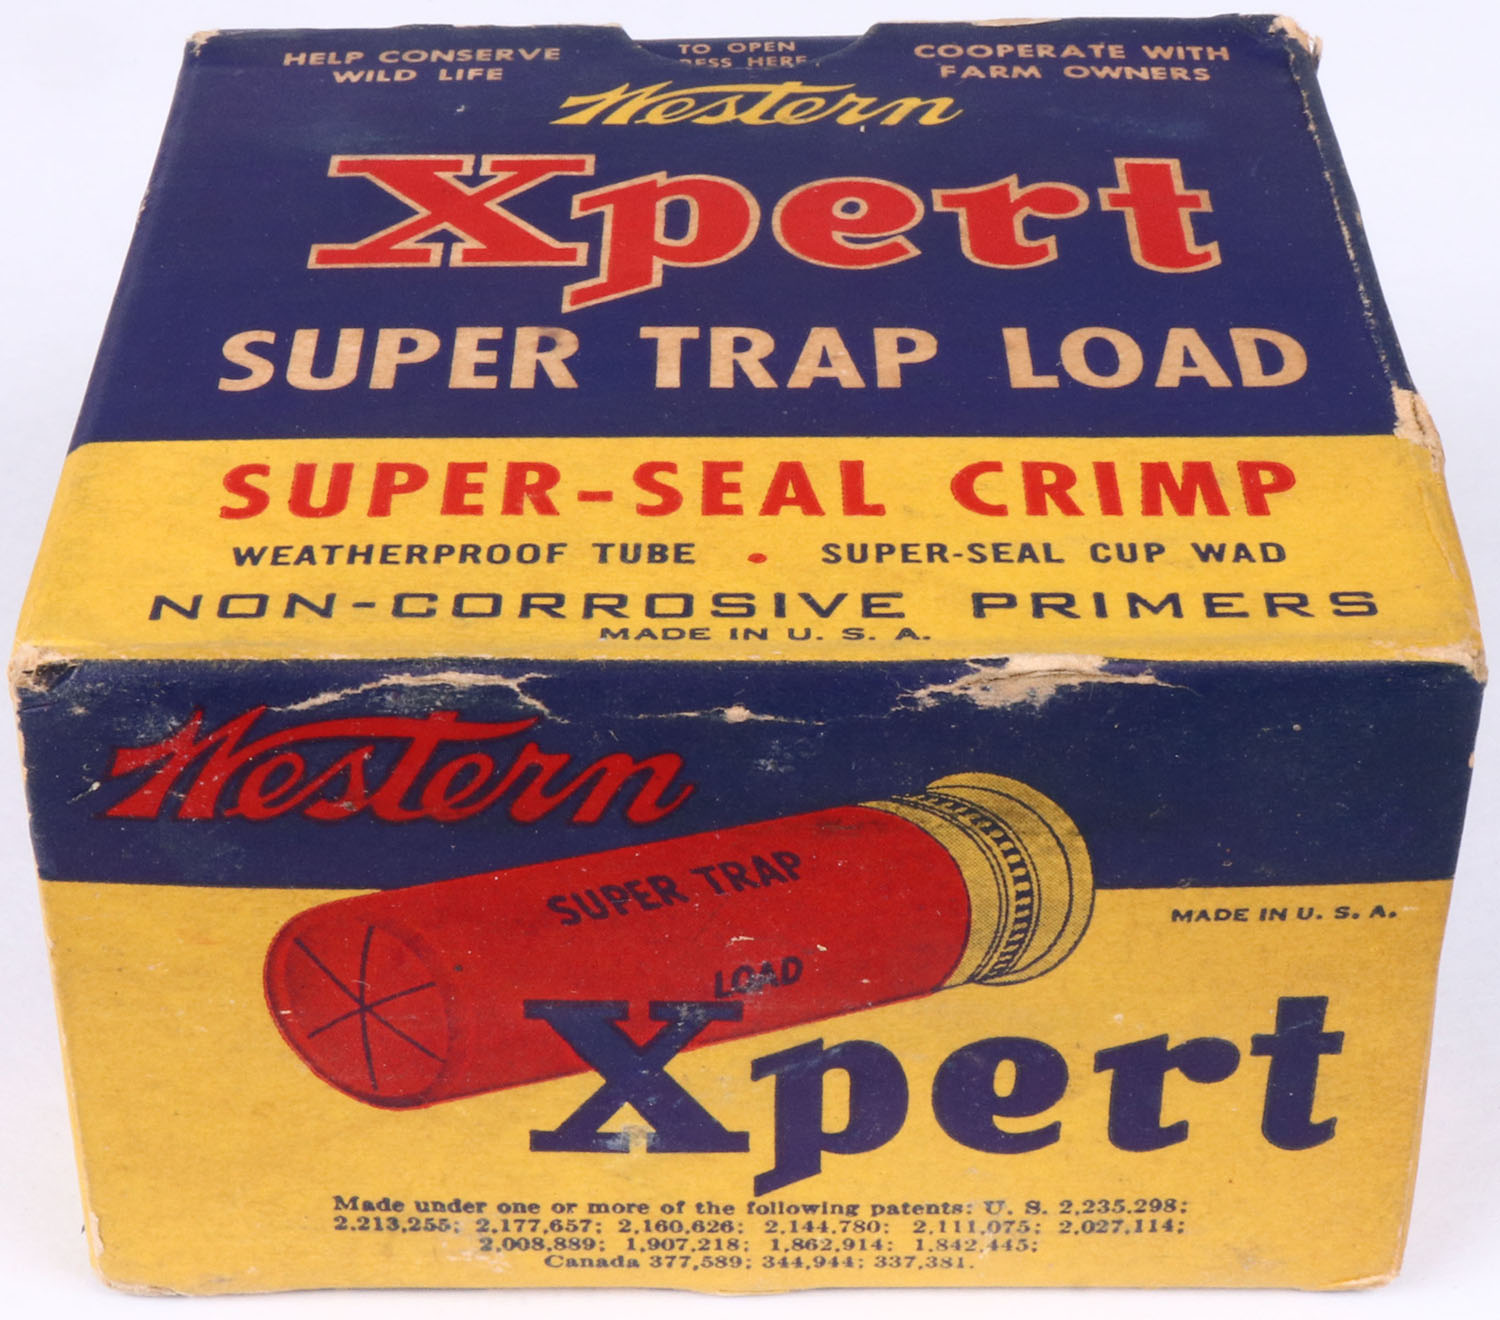 HELP CONSERVE
WILD LIFE
TO OPEN
HERE
COOPERATE WITH
FARM OWNERS
Western
Xpert
SUPER TRAP LOAD
SUPER-SEAL CRIMP
WEATHERPROOF TUBE • SUPER-SEAL CUP WAD
NON-CORROSIVE PRIMERS
MADE IN U. S. A.
Western
SUPER TRAP
LOAD
MADE IN U. S. A.
Xpert
Made under one or more of the following patents: U. S. 2,235,298;
2,213,255; 2,177,657; 2,160,626; 2,144,780; 2,111,075; 2,027,114;
2,008,889; 1,907,218; 1,862,914; 1,842,445;
Canada 377,589; 344,944; 337,381.